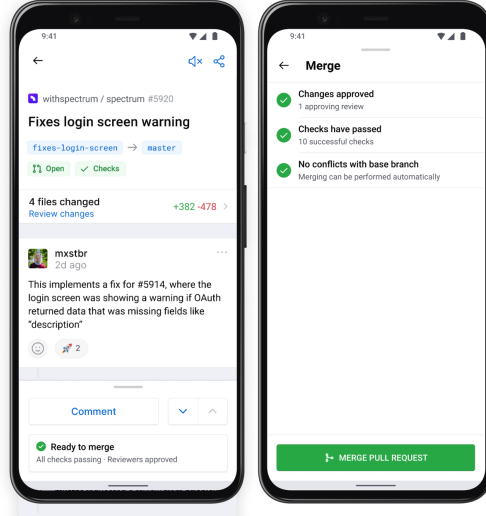 9:41
withspectrum / spectrum #5920
Fixes login screen warning
fixes-login-screen → master
Open
Checks
4 files changed
+382 -478
Review changes
mxstbr
2d ago
This implements a fix for #5914, where the
login screen was showing a warning if OAuth
returned data that was missing fields like
“description”
2
Comment
Ready to merge
All checks passing · Reviewers approved
9:41
Merge
Changes approved
1 approving review
Checks have passed
10 successful checks
No conflicts with base branch
Merging can be performed automatically
MERGE PULL REQUEST